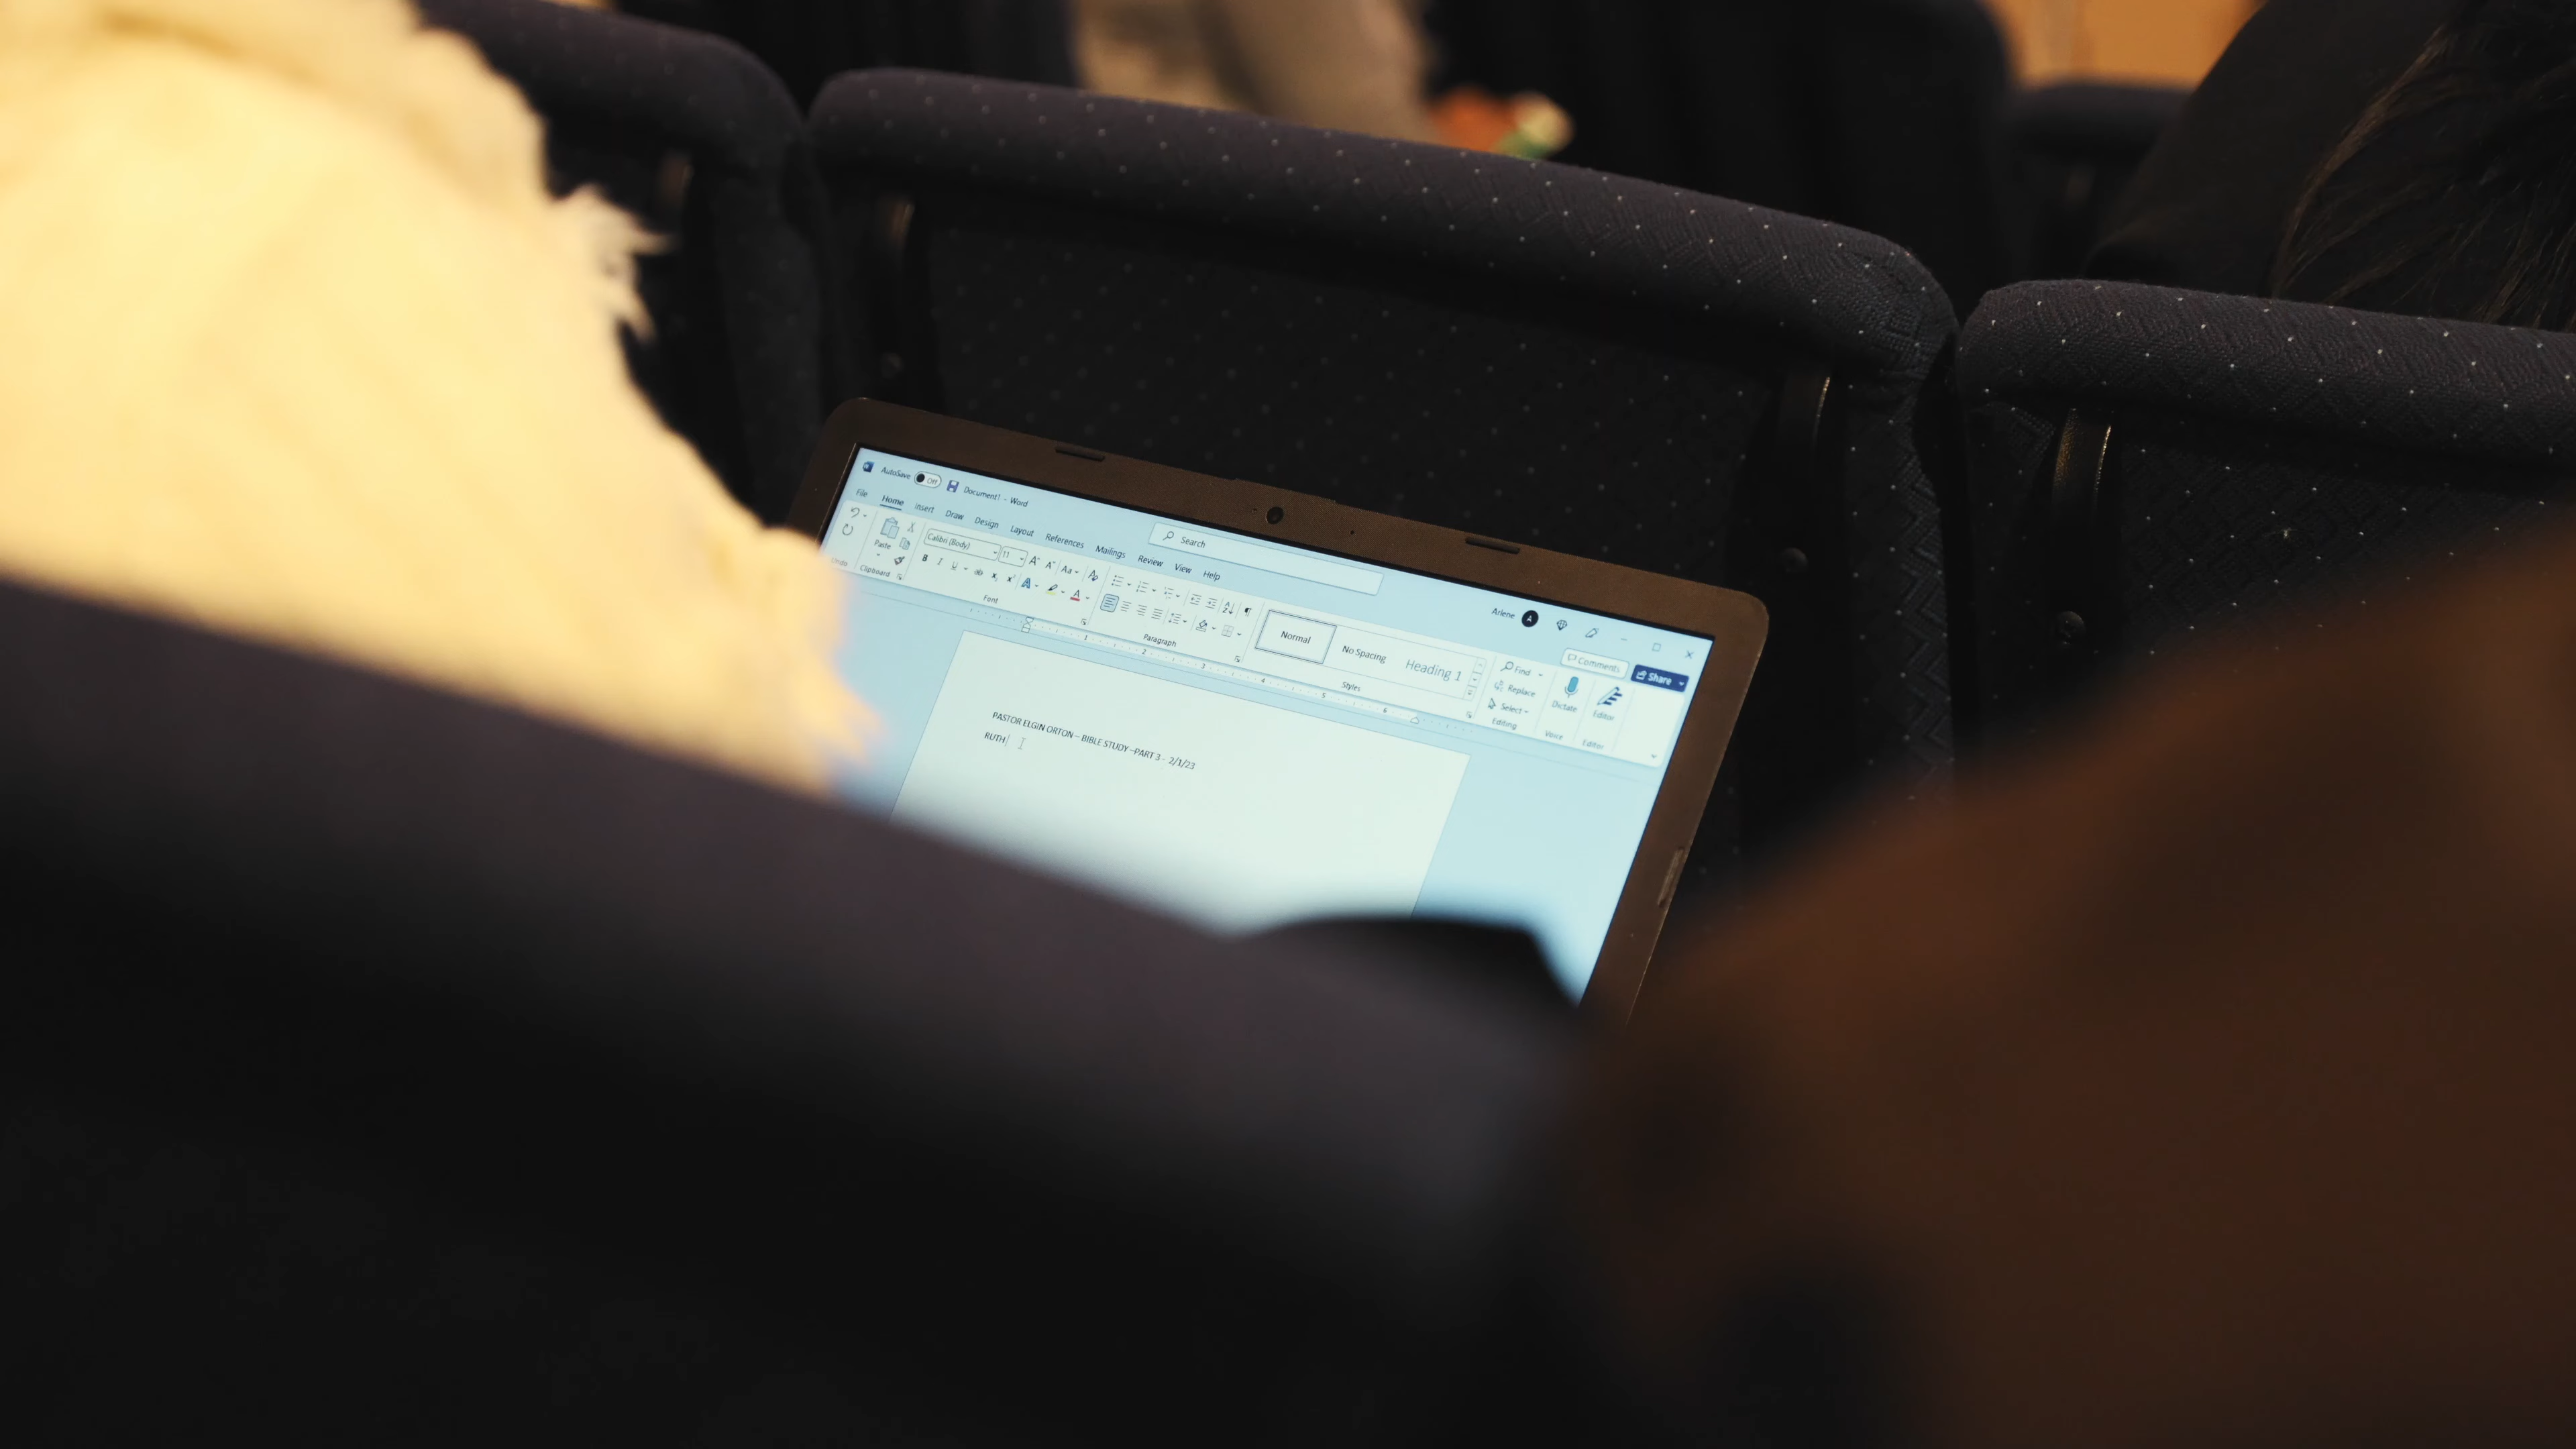 AutoSave Off Document1 - Word
Search
Arlene A
File Home Insert Draw Design Layout References Mailings Review View Help
Comments Share
Paste
Calibri (Body) 11
Normal
No Spacing
Heading 1
Find
Replace
Select
Dictate
Editor
Undo Clipboard Font Paragraph Styles Editing Voice Editor
PASTOR ELGIN ORTON – BIBLE STUDY –PART 3 - 2/1/23
RUTH